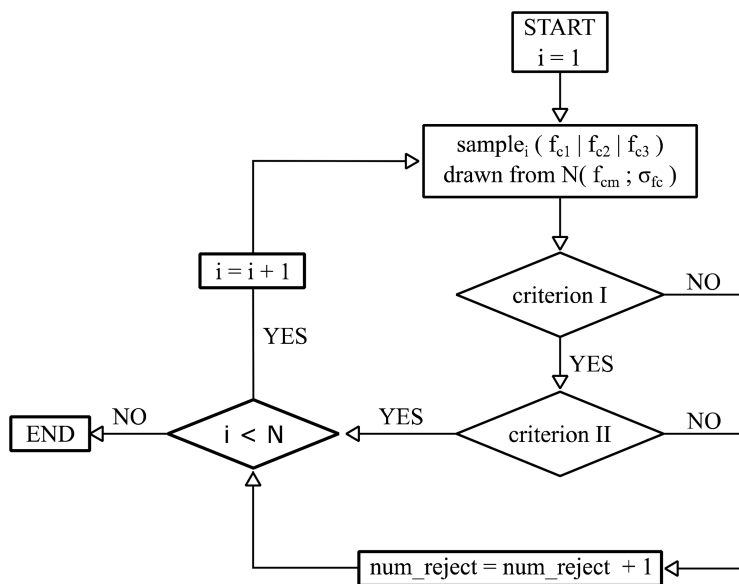 START
i = 1
sampleᵢ ( f_c1 | f_c2 | f_c3 )
drawn from N( f_cm ; σ_fc )
i = i + 1
criterion I
NO
YES
YES
END
NO
i < N
YES
criterion II
NO
num_reject = num_reject + 1